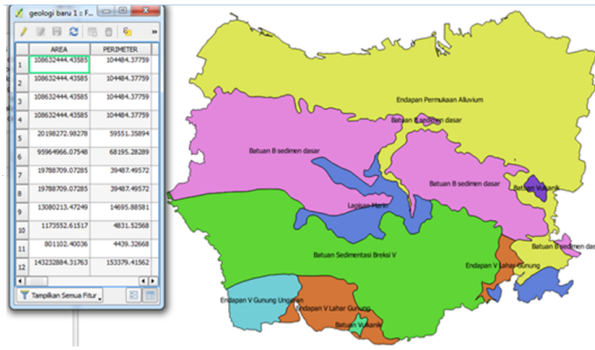 geologi baru 1 :: F...
AREA PERIMETER
1 108632444.43585 104484.37759
2 108632444.43585 104484.37759
3 108632444.43585 104484.37759
4 108632444.43585 104484.37759
5 20198272.98278 59551.35894
6 95964966.07548 68195.28289
7 19788709.07285 39487.49572
8 19788709.07285 39487.49572
9 13080213.47249 14695.88581
10 1173552.61517 4831.52568
11 801102.40036 4439.32668
12 143232884.31763 153379.41562
Tampilkan Semua Fitur
Endapan Permukaan Alluvium
Batuan B sedimen dasar
Batuan B sedimen dasar
Batuan B sedimen dasar
Batuan Vulkanik
Lapisan Marin
Batuan B sedimen das
Batuan Sedimentasi Breksi V
Endapan V Lahar Gunung
Endapan V Gunung Ungaran
Endapan V Lahar Gunung
Batuan Vulkanik